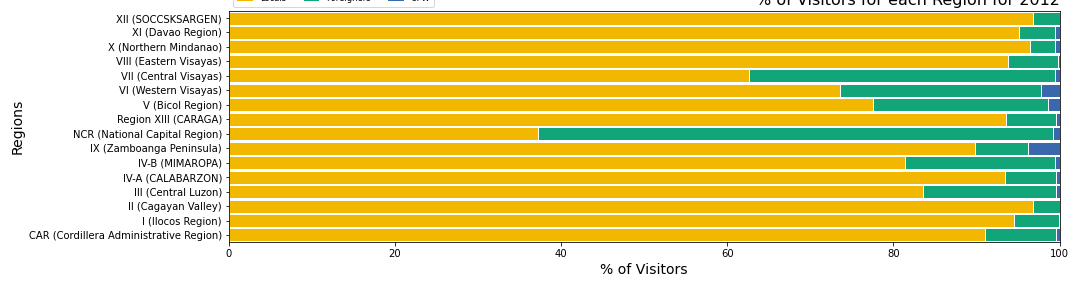 % of Visitors for each Region for 2012
Locals Foreigners OFW
XII (SOCCSKSARGEN)
XI (Davao Region)
X (Northern Mindanao)
VIII (Eastern Visayas)
VII (Central Visayas)
VI (Western Visayas)
V (Bicol Region)
Region XIII (CARAGA)
NCR (National Capital Region)
IX (Zamboanga Peninsula)
IV-B (MIMAROPA)
IV-A (CALABARZON)
III (Central Luzon)
II (Cagayan Valley)
I (Ilocos Region)
CAR (Cordillera Administrative Region)
Regions
0 20 40 60 80 100
% of Visitors